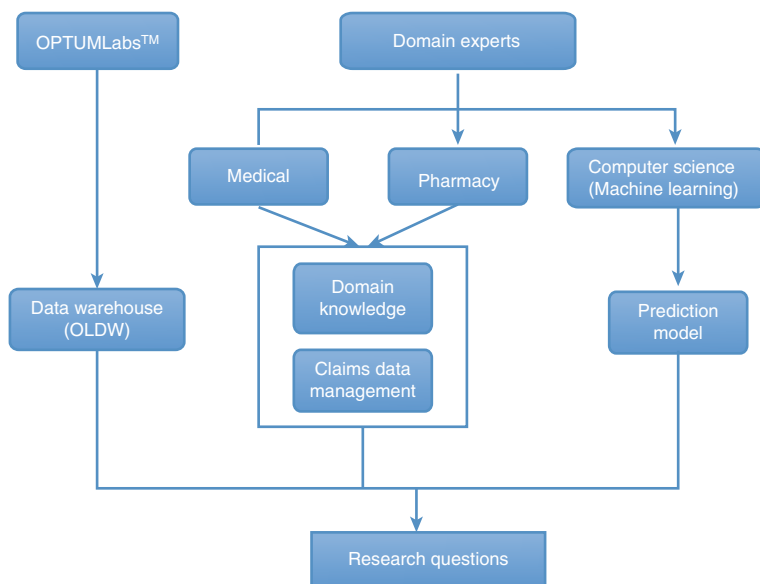 OPTUMLabs™
Domain experts
Medical
Pharmacy
Computer science
(Machine learning)
Domain
knowledge
Data warehouse
(OLDW)
Prediction
model
Claims data
management
Research questions